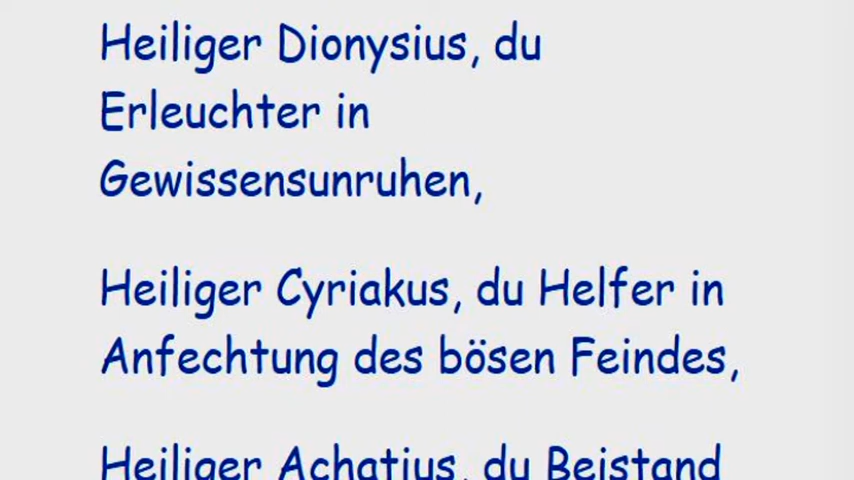 Heiliger Dionysius, du
Erleuchter in
Gewissensunruhen,
Heiliger Cyriakus, du Helfer in
Anfechtung des bösen Feindes,
Heiliger Achatius, du Beistand